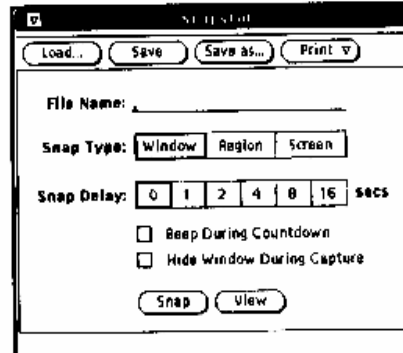 Load... Save Save as... Print
File Name:
Snap Type: Window Region Screen
Snap Delay: 0 1 2 4 8 16 secs
Beep During Countdown
Hide Window During Capture
Snap View